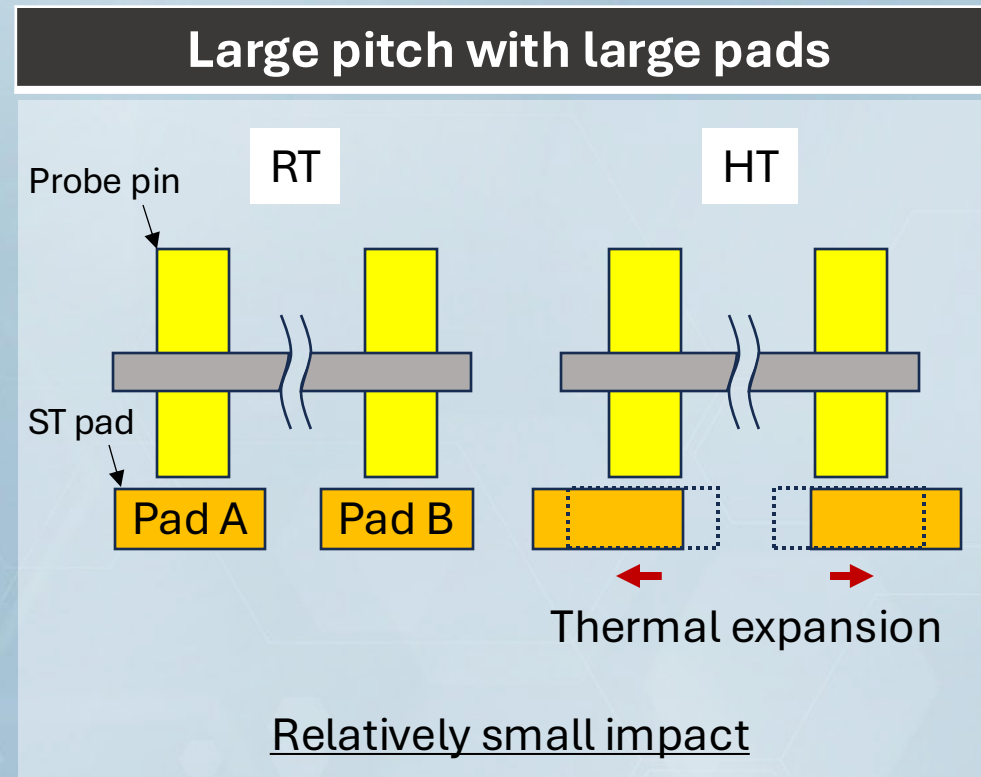 Large pitch with large pads
RT
HT
Probe pin
ST pad
Pad A
Pad B
Thermal expansion
Relatively small impact